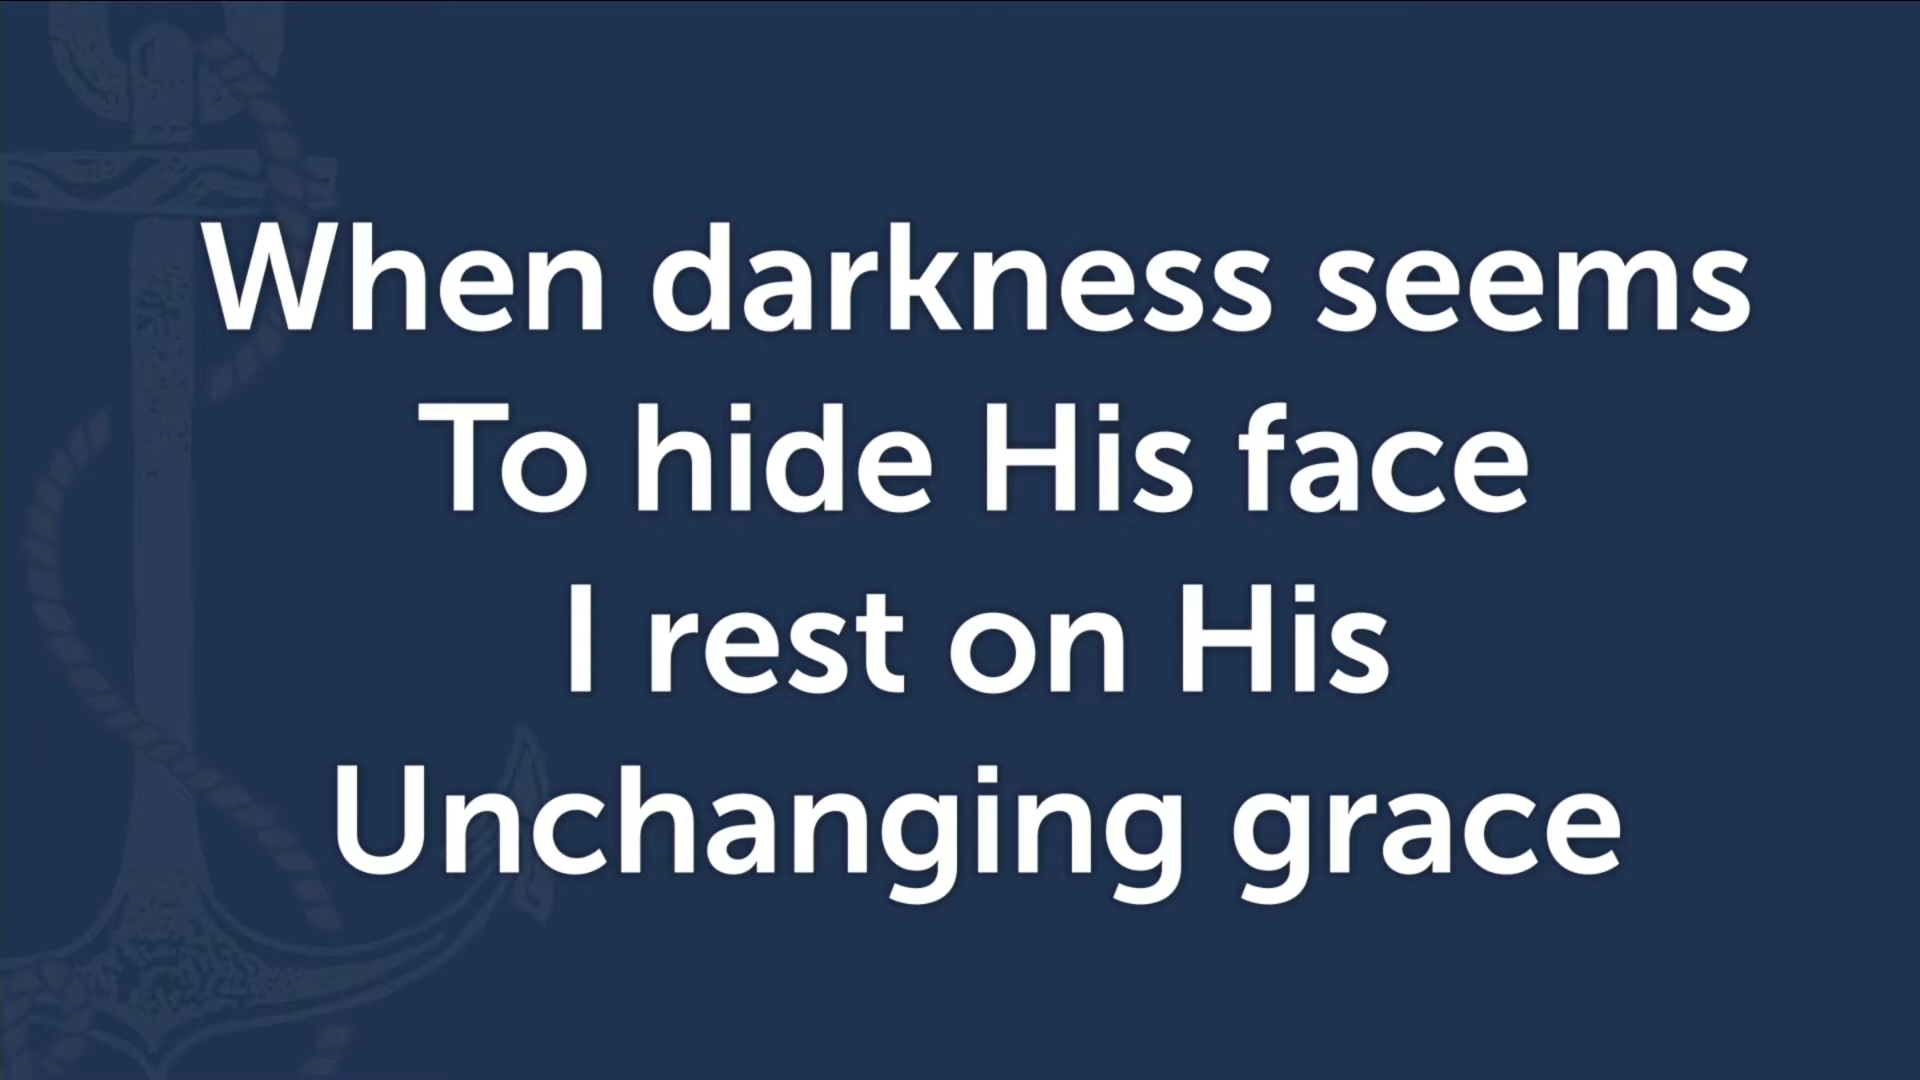 When darkness seems
To hide His face
I rest on His
Unchanging grace